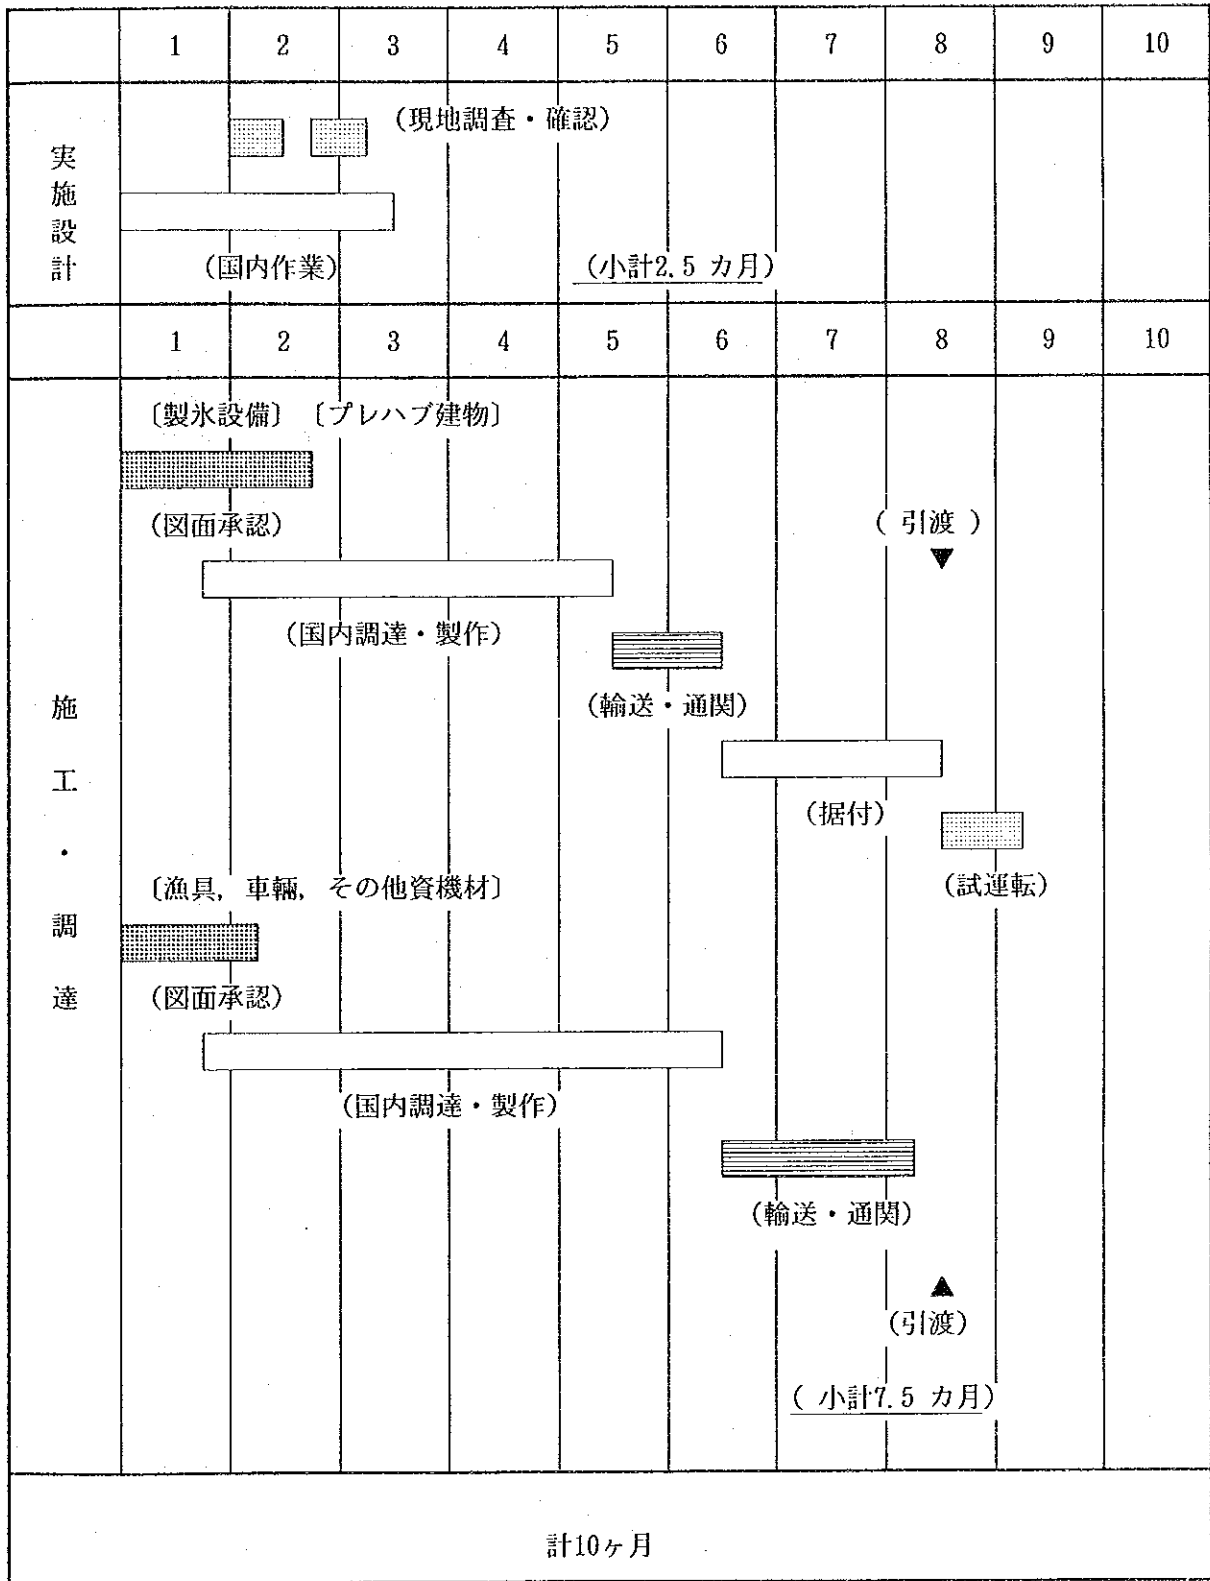 1 2 3 4 5 6 7 8 9 10
実施設計
(現地調査・確認)
(国内作業)
(小計2.5 カ月)
1 2 3 4 5 6 7 8 9 10
施工・調達
〔製氷設備〕〔プレハブ建物〕
(図面承認)
( 引渡 )
(国内調達・製作)
(輸送・通関)
(据付)
(試運転)
〔漁具, 車輛, その他資機材〕
(図面承認)
(国内調達・製作)
(輸送・通関)
(引渡)
( 小計7.5 カ月)
計10ヶ月